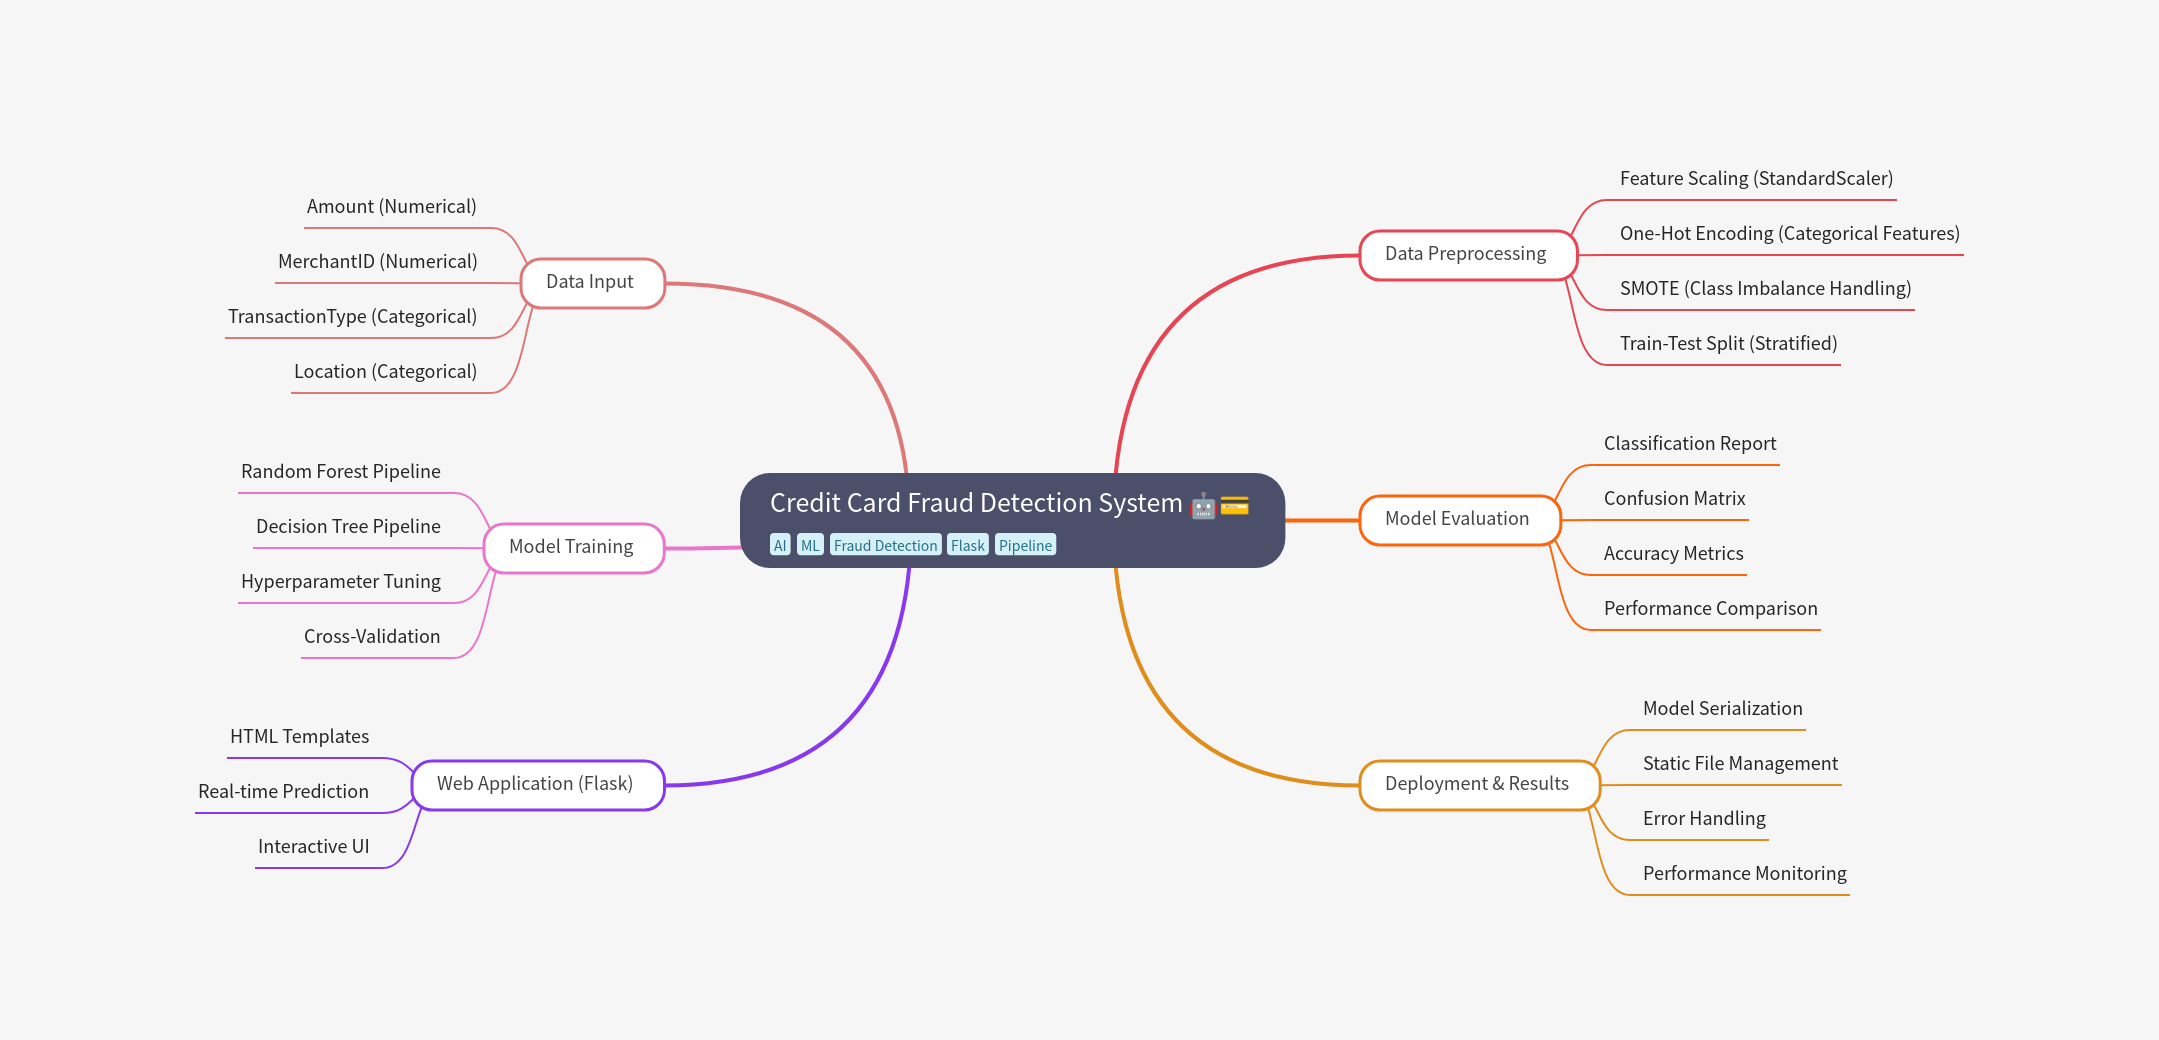 Credit Card Fraud Detection System 🤖💳
AI ML Fraud Detection Flask Pipeline
Data Input
Amount (Numerical)
MerchantID (Numerical)
TransactionType (Categorical)
Location (Categorical)
Model Training
Random Forest Pipeline
Decision Tree Pipeline
Hyperparameter Tuning
Cross-Validation
Web Application (Flask)
HTML Templates
Real-time Prediction
Interactive UI
Data Preprocessing
Feature Scaling (StandardScaler)
One-Hot Encoding (Categorical Features)
SMOTE (Class Imbalance Handling)
Train-Test Split (Stratified)
Model Evaluation
Classification Report
Confusion Matrix
Accuracy Metrics
Performance Comparison
Deployment & Results
Model Serialization
Static File Management
Error Handling
Performance Monitoring